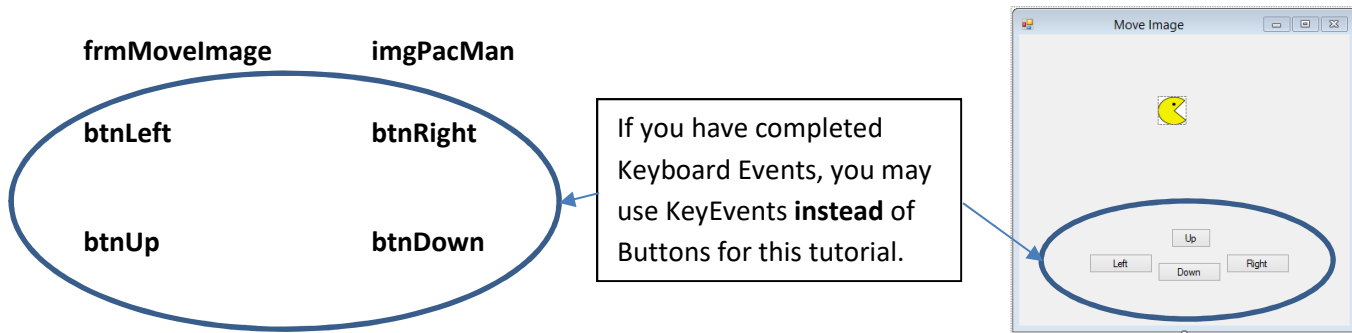 frmMoveImage imgPacMan
btnLeft btnRight
btnUp btnDown
If you have completed
Keyboard Events, you may
use KeyEvents instead of
Buttons for this tutorial.
Move Image
Up
Left Right
Down